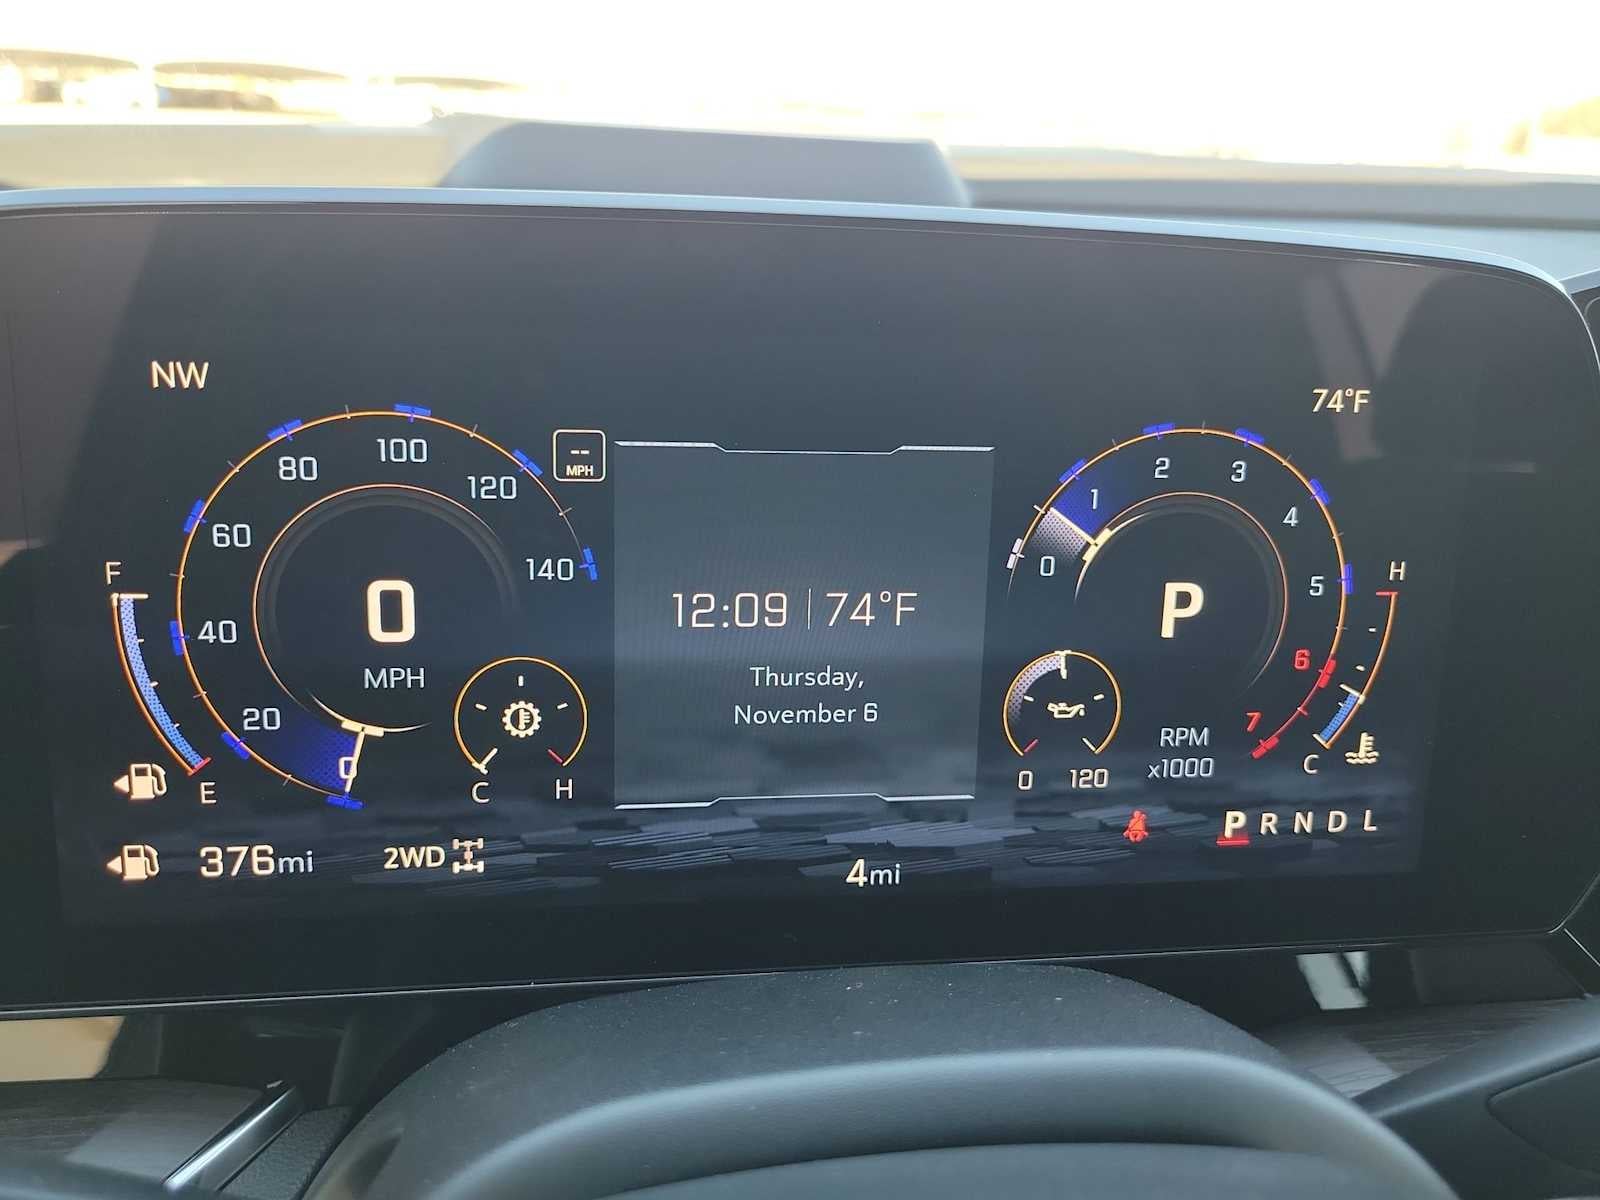 NW
74°F
80
100
120
-- MPH
60
140
40
20
0
0
MPH
F
E
C
H
12:09 | 74°F
Thursday,
November 6
0
1
2
3
4
5
6
7
P
RPM
x1000
0
120
H
C
376mi
2WD
4mi
P R N D L